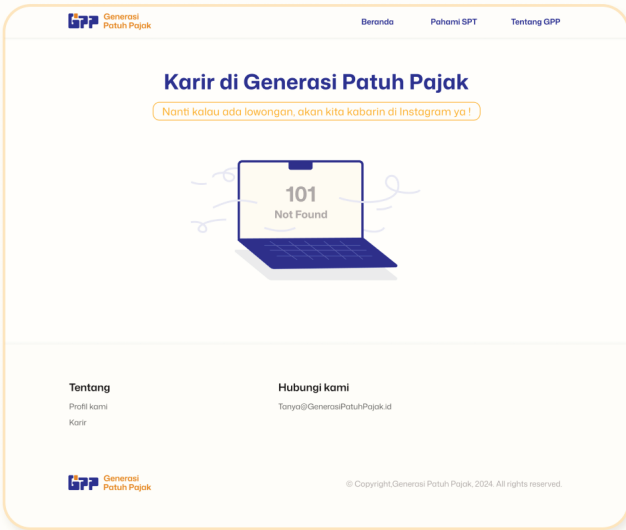 GPP Generasi
Patuh Pajak
Beranda Pahami SPT Tentang GPP
Karir di Generasi Patuh Pajak
Nanti kalau ada lowongan, akan kita kabarin di Instagram ya !
101
Not Found
Tentang
Profil kami
Karir
Hubungi kami
Tanya@GenerasiPatuhPajak.id
GPP Generasi
Patuh Pajak
© Copyright,Generasi Patuh Pajak, 2024. All rights reserved.